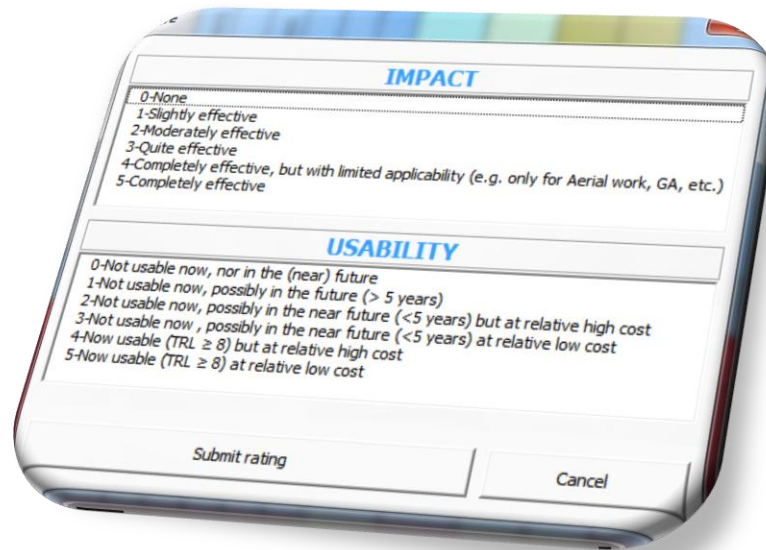 IMPACT
0-None
1-Slightly effective
2-Moderately effective
3-Quite effective
4-Completely effective, but with limited applicability (e.g. only for Aerial work, GA, etc.)
5-Completely effective
USABILITY
0-Not usable now, nor in the (near) future
1-Not usable now, possibly in the future (> 5 years)
2-Not usable now, possibly in the near future (<5 years) but at relative high cost
3-Not usable now , possibly in the near future (<5 years) at relative low cost
4-Now usable (TRL ≥ 8) but at relative high cost
5-Now usable (TRL ≥ 8) at relative low cost
Submit rating
Cancel